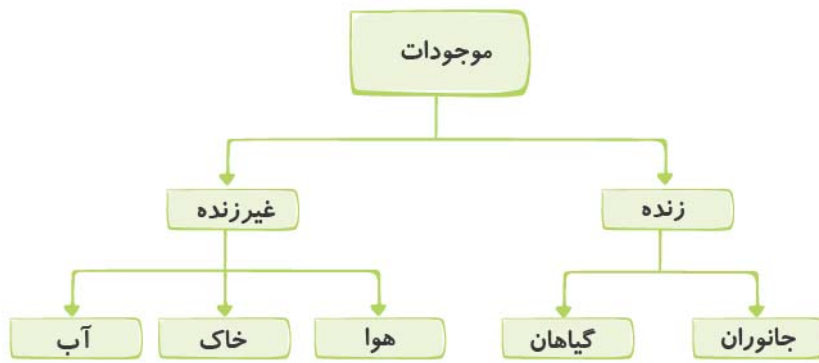 موجودات
زنده
غیرزنده
جانوران
گیاهان
هوا
خاک
آب